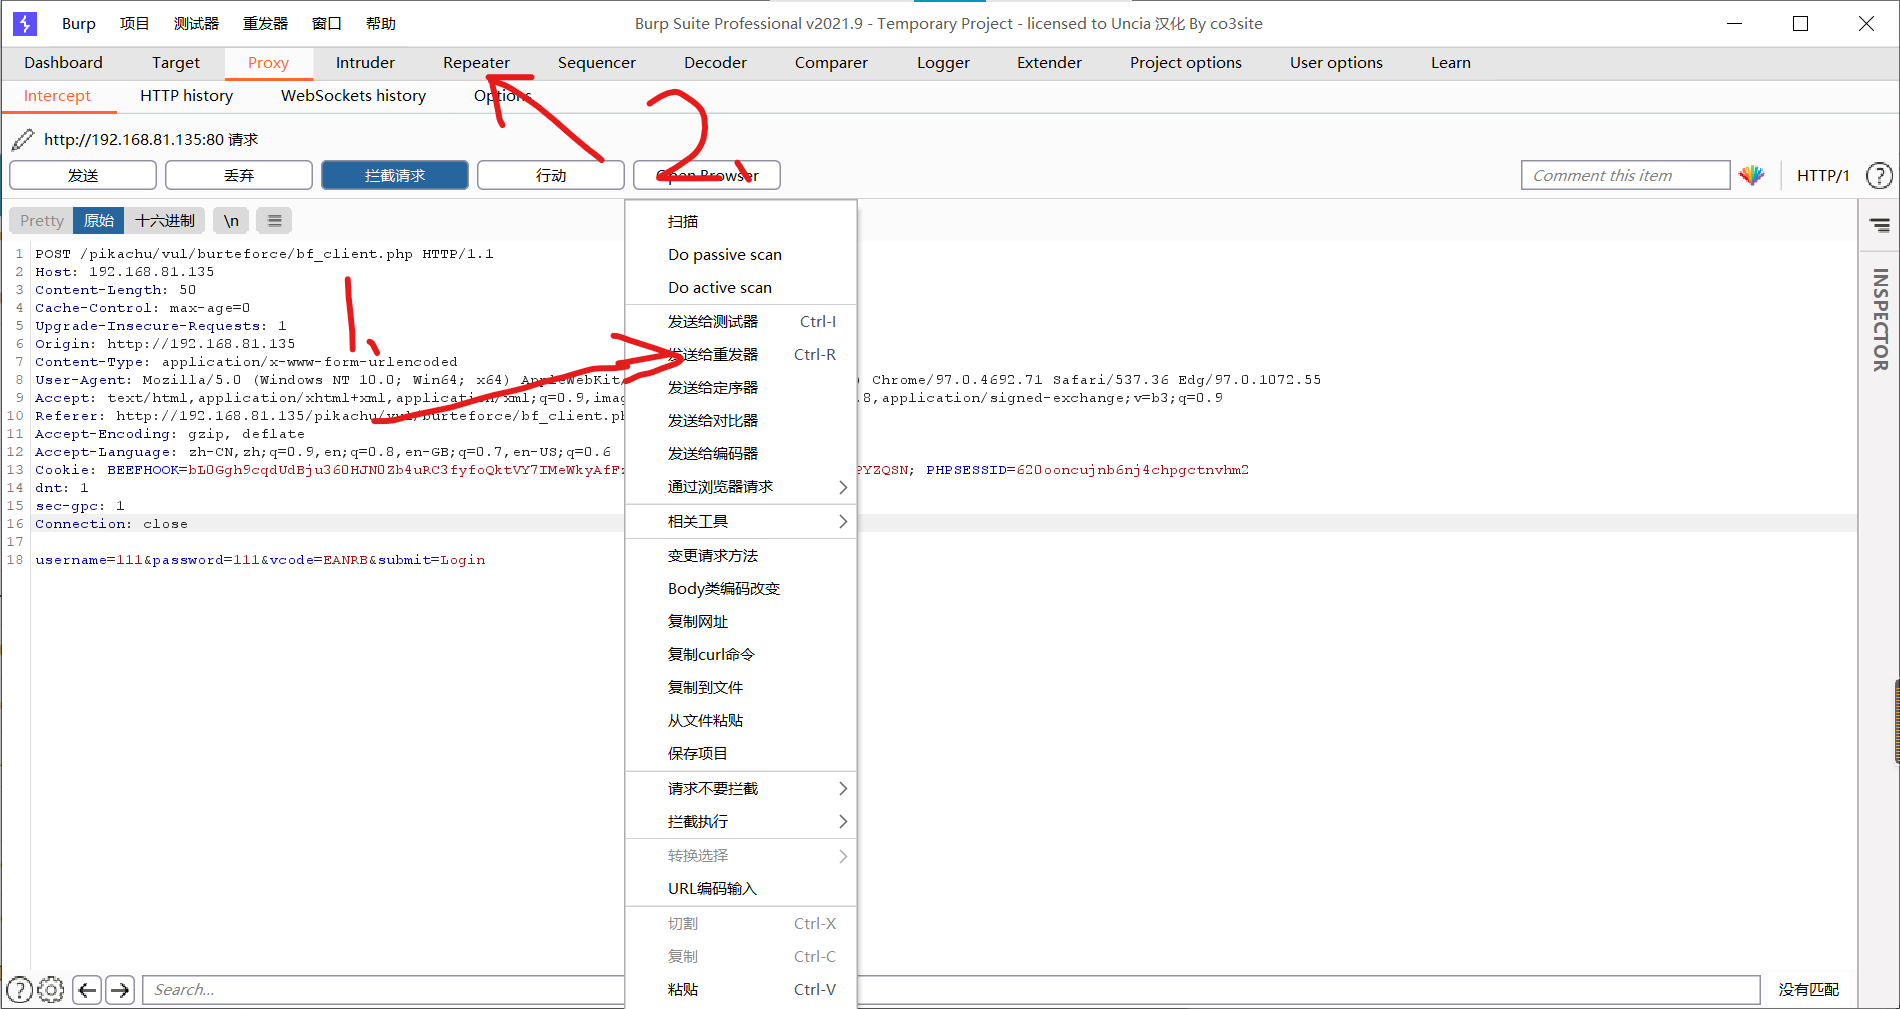 Burp 项目 测试器 重发器 窗口 帮助 Burp Suite Professional v2021.9 - Temporary Project - licensed to Uncia 汉化 By co3site
Dashboard Target Proxy Intruder Repeater Sequencer Decoder Comparer Logger Extender Project options User options Learn
Intercept HTTP history WebSockets history Options
2、
http://192.168.81.135:80 请求
发送 丢弃 拦截请求 行动 Open Browser Comment this item HTTP/1 ?
Pretty 原始 十六进制 \n
INSPECTOR
1 POST /pikachu/vul/burteforce/bf_client.php HTTP/1.1
2 Host: 192.168.81.135
3 Content-Length: 50
4 Cache-Control: max-age=0
5 Upgrade-Insecure-Requests: 1
6 Origin: http://192.168.81.135
7 Content-Type: application/x-www-form-urlencoded
8 User-Agent: Mozilla/5.0 (Windows NT 10.0; Win64; x64) AppleWebKit/ ) Chrome/97.0.4692.71 Safari/537.36 Edg/97.0.1072.55
9 Accept: text/html,application/xhtml+xml,application/xml;q=0.9,imag .8,application/signed-exchange;v=b3;q=0.9
10 Referer: http://192.168.81.135/pikachu/vul/burteforce/bf_client.ph
11 Accept-Encoding: gzip, deflate
12 Accept-Language: zh-CN,zh;q=0.9,en;q=0.8,en-GB;q=0.7,en-US;q=0.6
13 Cookie: BEEFHOOK= PYZQSN; PHPSESSID=620ooncujnb6nj4chpgctnvhm2
14 dnt: 1
15 sec-gpc: 1
16 Connection: close
17
18 username=111&password=111&vcode=EANRB&submit=Login
1、
扫描
Do passive scan
Do active scan
发送给测试器 Ctrl-I
发送给重发器 Ctrl-R
发送给定序器
发送给对比器
发送给编码器
通过浏览器请求
相关工具
变更请求方法
Body类编码改变
复制网址
复制curl命令
复制到文件
从文件粘贴
保存项目
请求不要拦截
拦截执行
转换选择
URL编码输入
切割 Ctrl-X
复制 Ctrl-C
粘贴 Ctrl-V
? Search... 没有匹配